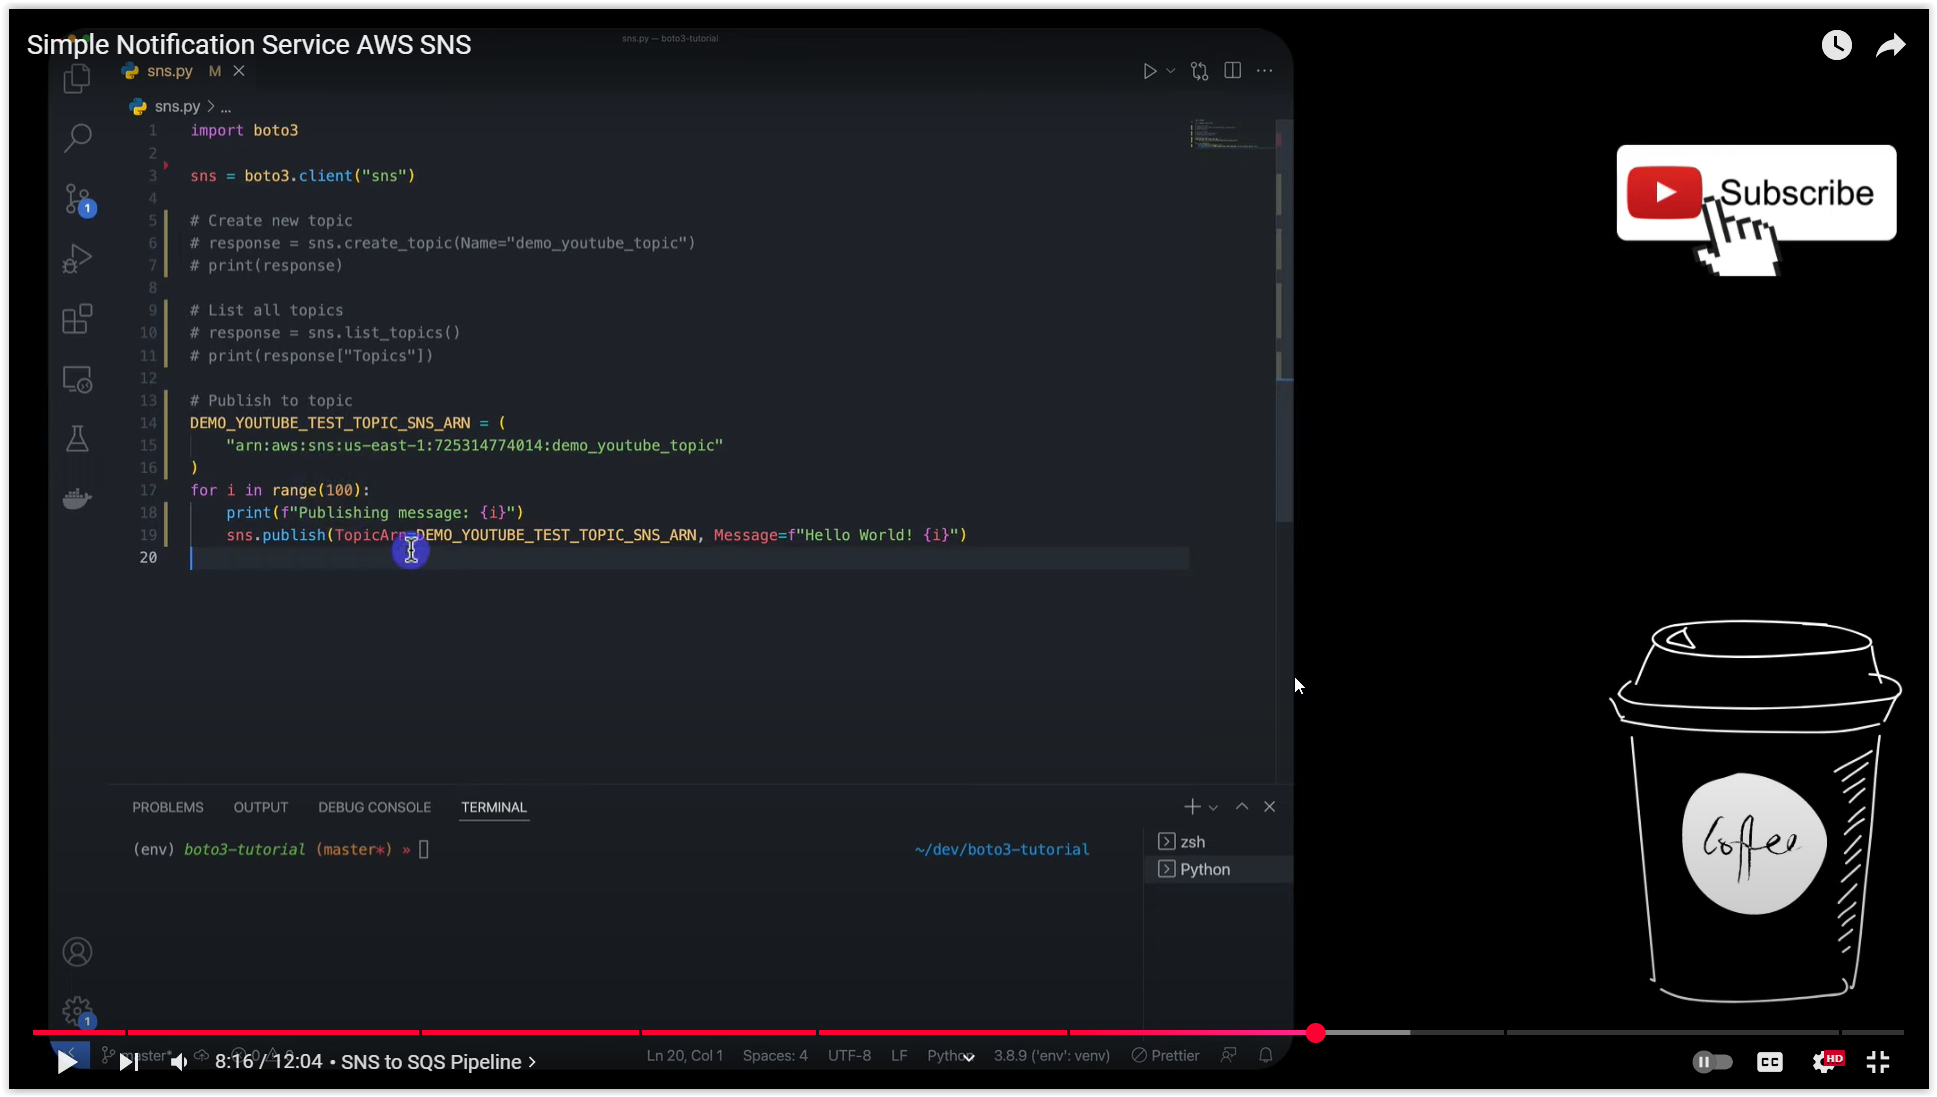 Simple Notification Service AWS SNS
sns.py — boto3-tutorial
sns.py M
sns.py > ...
1 import boto3
2
3 sns = boto3.client("sns")
4
5 # Create new topic
6 # response = sns.create_topic(Name="demo_youtube_topic")
7 # print(response)
8
9 # List all topics
10 # response = sns.list_topics()
11 # print(response["Topics"])
12
13 # Publish to topic
14 DEMO_YOUTUBE_TEST_TOPIC_SNS_ARN = (
15 "arn:aws:sns:us-east-1:725314774014:demo_youtube_topic"
16 )
17 for i in range(100):
18 print(f"Publishing message: {i}")
19 sns.publish(TopicArn=DEMO_YOUTUBE_TEST_TOPIC_SNS_ARN, Message=f"Hello World! {i}")
20
1
Subscribe
Coffee
PROBLEMS OUTPUT DEBUG CONSOLE TERMINAL
(env) boto3-tutorial (master*) » ~/dev/boto3-tutorial
zsh
Python
1
master* 0 0 Ln 20, Col 1 Spaces: 4 UTF-8 LF Python 3.8.9 ('env': venv) Prettier
8:16 / 12:04 • SNS to SQS Pipeline >
CC HD